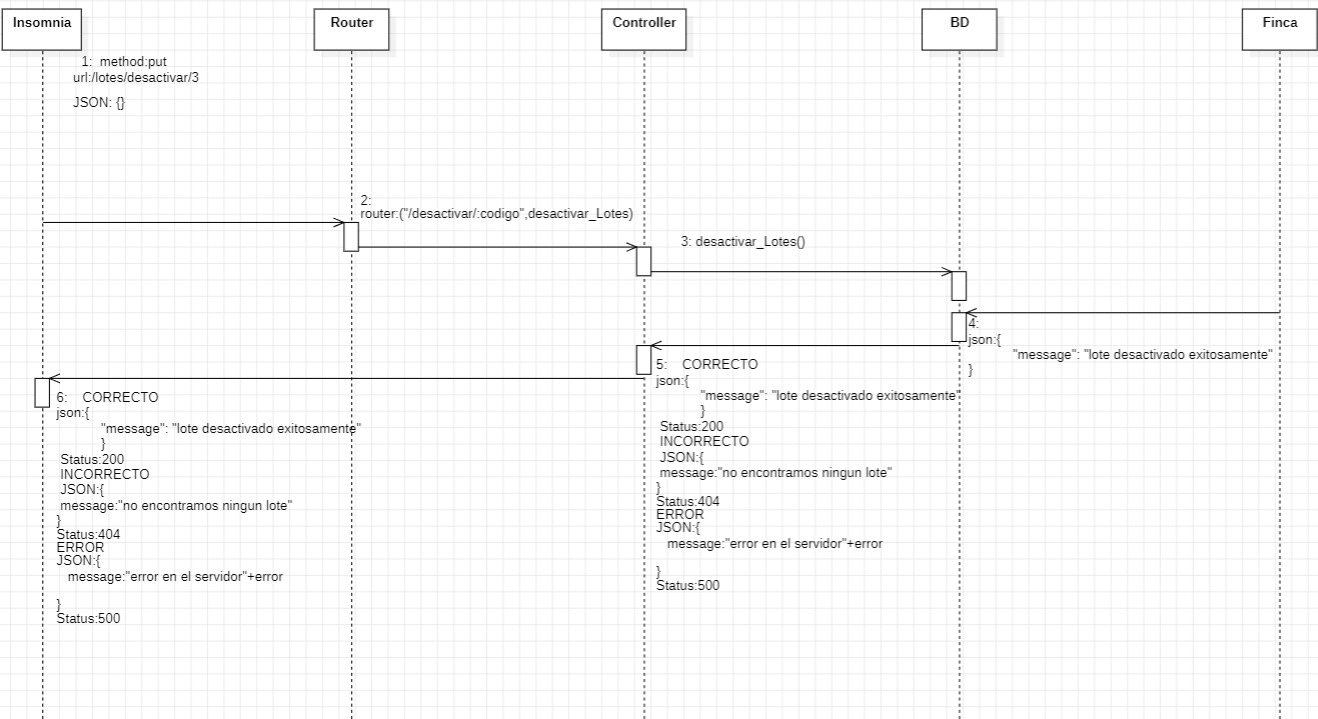 Insomnia
Router
Controller
BD
Finca
1: method:put
url:/lotes/desactivar/3
JSON: {}
2:
router:("/desactivar/:codigo",desactivar_Lotes)
3: desactivar_Lotes()
4:
json:{
"message": "lote desactivado exitosamente"
}
5: CORRECTO
json:{
"message": "lote desactivado exitosamente"
}
Status:200
INCORRECTO
JSON:{
message:"no encontramos ningun lote"
}
Status:404
ERROR
JSON:{
message:"error en el servidor"+error
}
Status:500
6: CORRECTO
json:{
"message": "lote desactivado exitosamente"
}
Status:200
INCORRECTO
JSON:{
message:"no encontramos ningun lote"
}
Status:404
ERROR
JSON:{
message:"error en el servidor"+error
}
Status:500